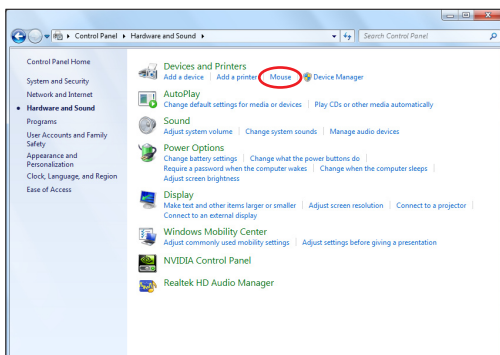 Control Panel ▸ Hardware and Sound ▸
Search Control Panel
Control Panel Home
System and Security
Network and Internet
Hardware and Sound
Programs
User Accounts and Family
Safety
Appearance and
Personalization
Clock, Language, and Region
Ease of Access
Devices and Printers
Add a device | Add a printer | Mouse | Device Manager
AutoPlay
Change default settings for media or devices | Play CDs or other media automatically
Sound
Adjust system volume | Change system sounds | Manage audio devices
Power Options
Change battery settings | Change what the power buttons do |
Require a password when the computer wakes | Change when the computer sleeps |
Adjust screen brightness
Display
Make text and other items larger or smaller | Adjust screen resolution | Connect to a projector |
Connect to an external display
Windows Mobility Center
Adjust commonly used mobility settings | Adjust settings before giving a presentation
NVIDIA Control Panel
Realtek HD Audio Manager